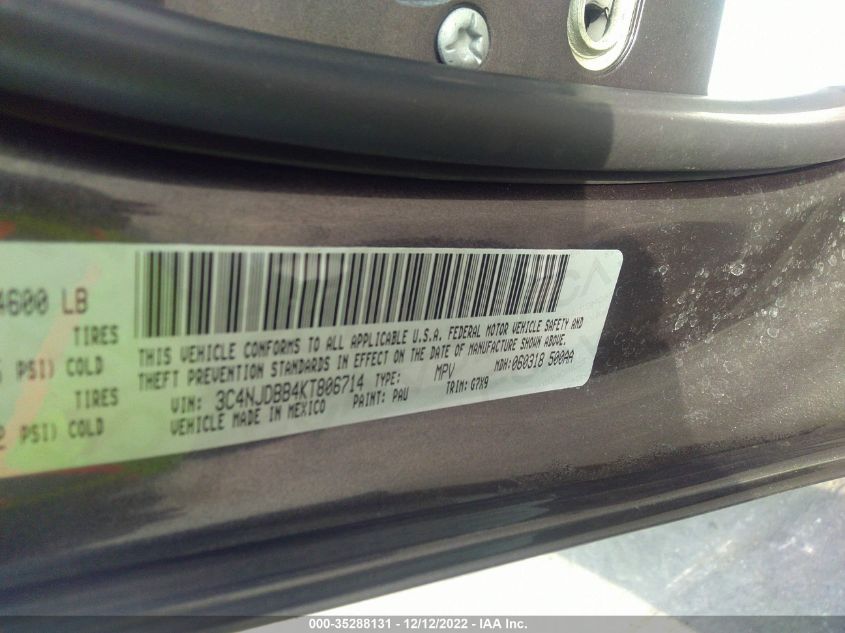 4600 LB
TIRES
PSI) COLD
TIRES
PSI) COLD
THIS VEHICLE CONFORMS TO ALL APPLICABLE U.S.A. FEDERAL MOTOR VEHICLE SAFETY AND
THEFT PREVENTION STANDARDS IN EFFECT ON THE DATE OF MANUFACTURE SHOWN ABOVE.
VIN: 3C4NJDBB4KT806714 TYPE: MPV MDH:060318 500AA
VEHICLE MADE IN MEXICO PAINT: PAU TRIM: G7X9
000-35288131 - 12/12/2022 - IAA Inc.